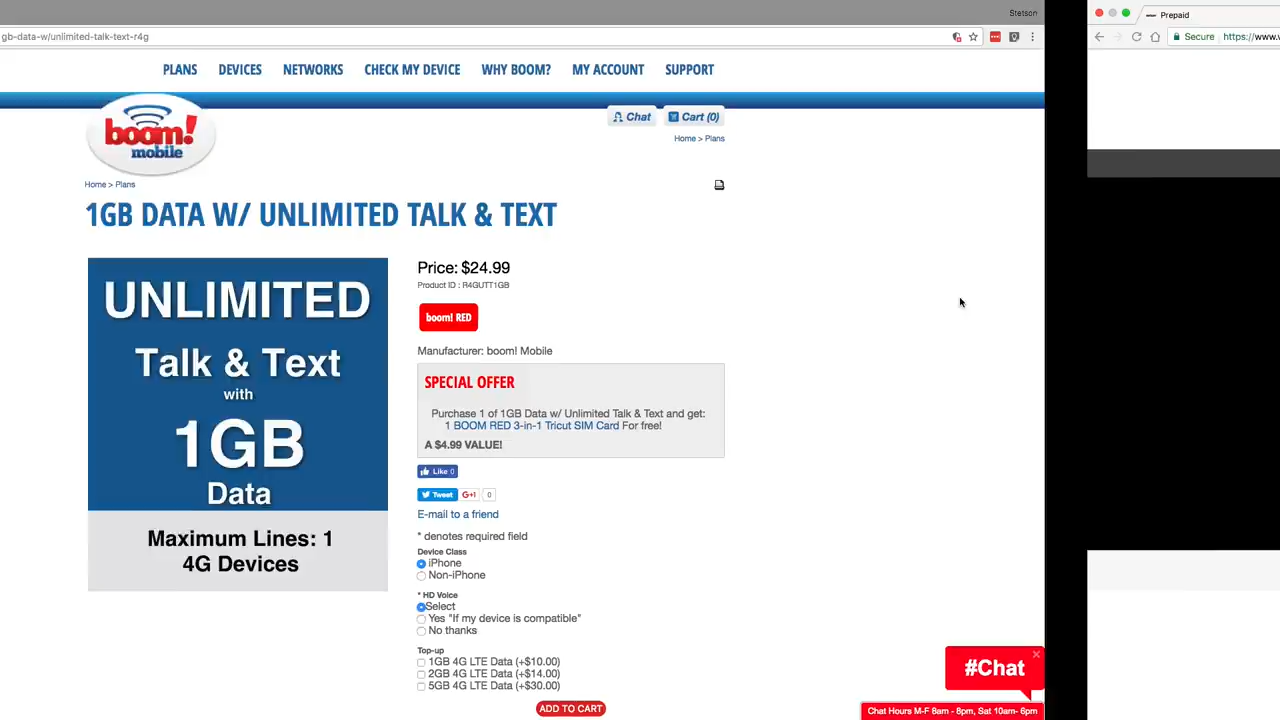 Stetson
Prepaid
gb-data-w/unlimited-talk-text-r4g
Secure https://www.v
PLANS DEVICES NETWORKS CHECK MY DEVICE WHY BOOM? MY ACCOUNT SUPPORT
boom!
mobile
Chat Cart (0)
Home > Plans
Home > Plans
1GB DATA W/ UNLIMITED TALK & TEXT
UNLIMITED
Talk & Text
with
1GB
Data
Maximum Lines: 1
4G Devices
Price: $24.99
Product ID : R4GUTT1GB
boom! RED
Manufacturer: boom! Mobile
SPECIAL OFFER
Purchase 1 of 1GB Data w/ Unlimited Talk & Text and get:
1 BOOM RED 3-in-1 Tricut SIM Card For free!
A $4.99 VALUE!
Like 0
Tweet G+1 0
E-mail to a friend
* denotes required field
Device Class
iPhone
Non-iPhone
* HD Voice
Select
Yes "If my device is compatible"
No thanks
Top-up
1GB 4G LTE Data (+$10.00)
2GB 4G LTE Data (+$14.00)
5GB 4G LTE Data (+$30.00)
ADD TO CART
#Chat
Chat Hours M-F 8am - 8pm, Sat 10am- 6pm